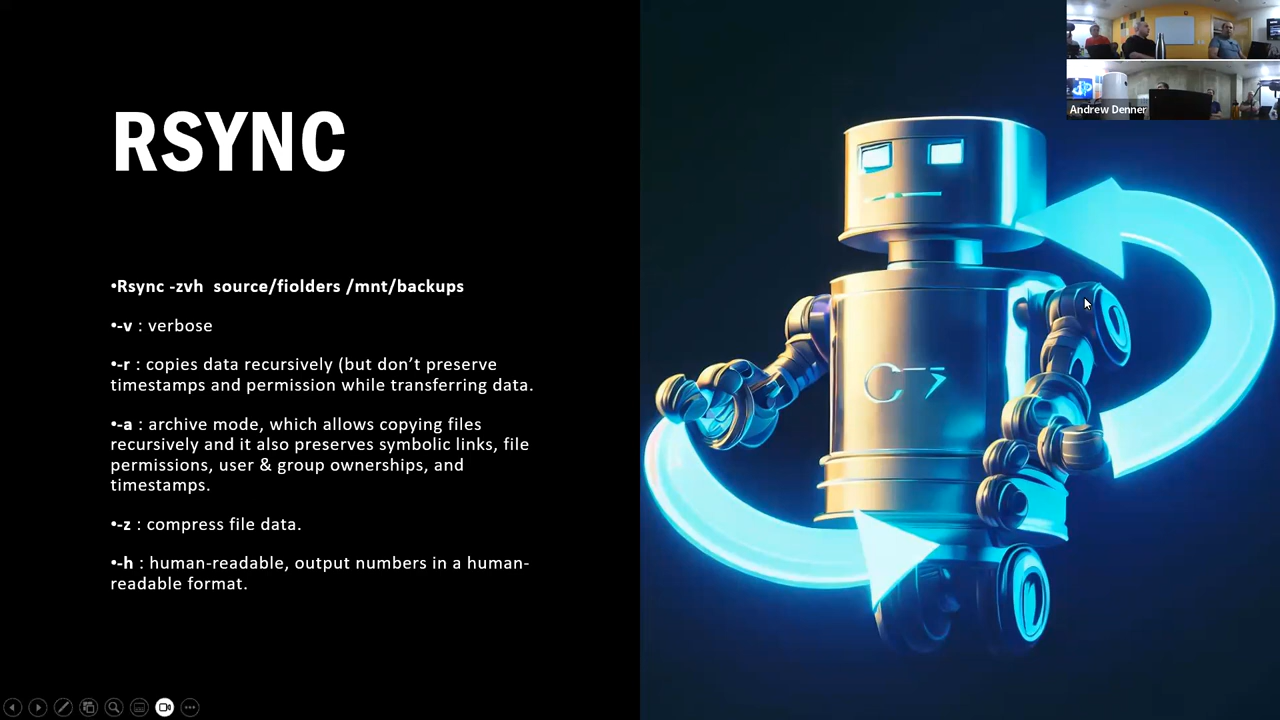 RSYNC
•Rsync -zvh  source/fiolders /mnt/backups
•-v : verbose
•-r : copies data recursively (but don’t preserve
timestamps and permission while transferring data.
•-a : archive mode, which allows copying files
recursively and it also preserves symbolic links, file
permissions, user & group ownerships, and
timestamps.
•-z : compress file data.
•-h : human-readable, output numbers in a human-
readable format.
Andrew Denner